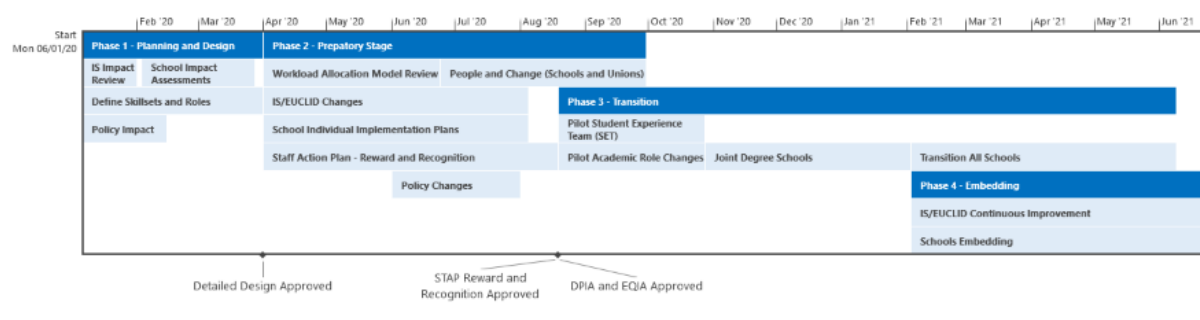 Feb '20
Mar '20
Apr '20
May '20
Jun '20
Jul '20
Aug '20
Sep '20
Oct '20
Nov '20
Dec '20
Jan '21
Feb '21
Mar '21
Apr '21
May '21
Jun '21
Start
Mon 06/01/20
Phase 1 - Planning and Design
Phase 2 - Prepatory Stage
IS Impact
Review
School Impact
Assessments
Workload Allocation Model Review
People and Change (Schools and Unions)
Define Skillsets and Roles
IS/EUCLID Changes
Phase 3 - Transition
Policy Impact
School Individual Implementation Plans
Pilot Student Experience
Team (SET)
Staff Action Plan - Reward and Recognition
Pilot Academic Role Changes
Joint Degree Schools
Transition All Schools
Policy Changes
Phase 4 - Embedding
IS/EUCLID Continuous Improvement
Schools Embedding
Detailed Design Approved
STAP Reward and
Recognition Approved
DPIA and EQIA Approved